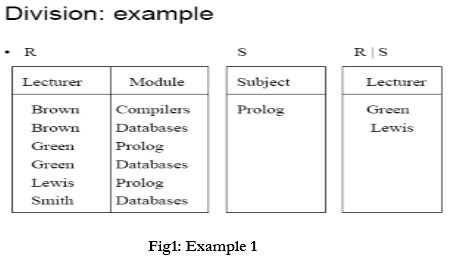 Division: example
• R S R | S
Lecturer Module Subject Lecturer
Brown Compilers Prolog Green
Brown Databases Lewis
Green Prolog
Green Databases
Lewis Prolog
Smith Databases
Fig1: Example 1